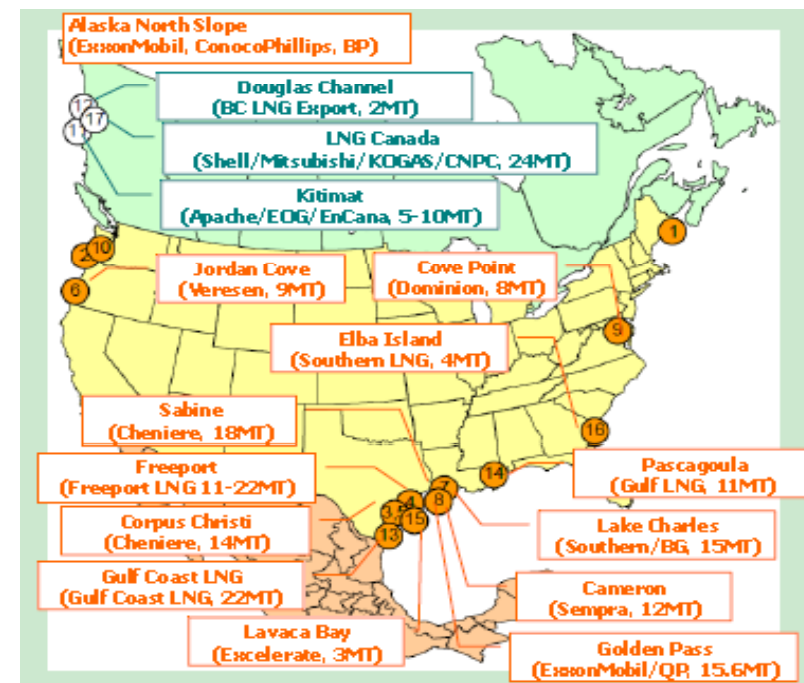 Alaska North Slope
(ExxonMobil, ConocoPhillips, BP)
Douglas Channel
(BC LNG Export, 2MT)
17
LNG Canada
(Shell/Mitsubishi/KOGAS/CNPC, 24MT)
Kitimat
(Apache/EOG/EnCana, 5-10MT)
1
2
10
Jordan Cove
(Veresen, 9MT)
Cove Point
(Dominion, 8MT)
6
9
Elba Island
(Southern LNG, 4MT)
Sabine
(Cheniere, 18MT)
16
Freeport
(Freeport LNG 11-22MT)
14
Pascagoula
(Gulf LNG, 11MT)
7
4
8
3,5
15
Corpus Christi
(Cheniere, 14MT)
Lake Charles
(Southern/BG, 15MT)
13
Gulf Coast LNG
(Gulf Coast LNG, 22MT)
Cameron
(Sempra, 12MT)
Lavaca Bay
(Excelerate, 3MT)
Golden Pass
(ExxonMobil/QP, 15.6MT)